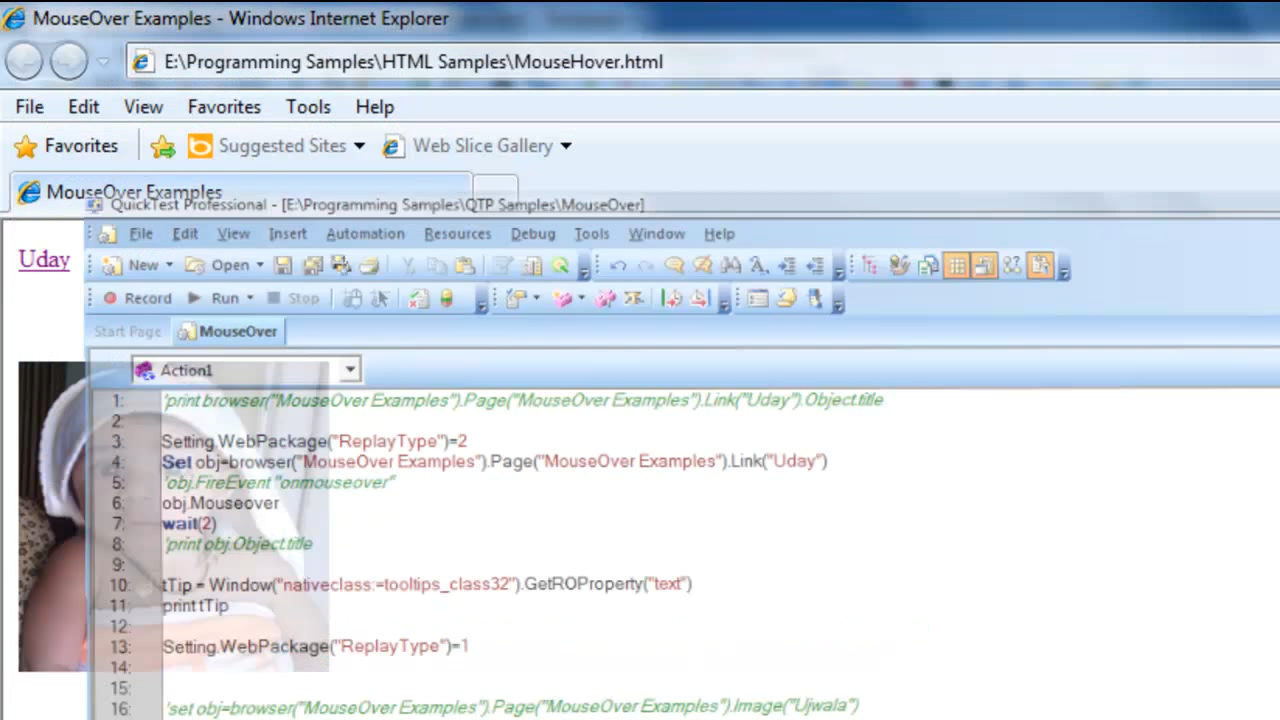 MouseOver Examples - Windows Internet Explorer
E:\Programming Samples\HTML Samples\MouseHover.html
File Edit View Favorites Tools Help
Favorites Suggested Sites Web Slice Gallery
MouseOver Examples
QuickTest Professional - [E:\Programming Samples\QTP Samples\MouseOver]
Uday
File Edit View Insert Automation Resources Debug Tools Window Help
New Open
Record Run Stop
Start Page MouseOver
Action1
1: 'print browser("MouseOver Examples").Page("MouseOver Examples").Link("Uday").Object.title
2:
3: Setting.WebPackage("ReplayType")=2
4: Set obj=browser("MouseOver Examples").Page("MouseOver Examples").Link("Uday")
5: 'obj.FireEvent "onmouseover"
6: obj.Mouseover
7: wait(2)
8: 'print obj.Object.title
9:
10: tTip = Window("nativeclass:=tooltips_class32").GetROProperty("text")
11: print tTip
12:
13: Setting.WebPackage("ReplayType")=1
14:
15:
16: 'set obj=browser("MouseOver Examples").Page("MouseOver Examples").Image("Ujwala")